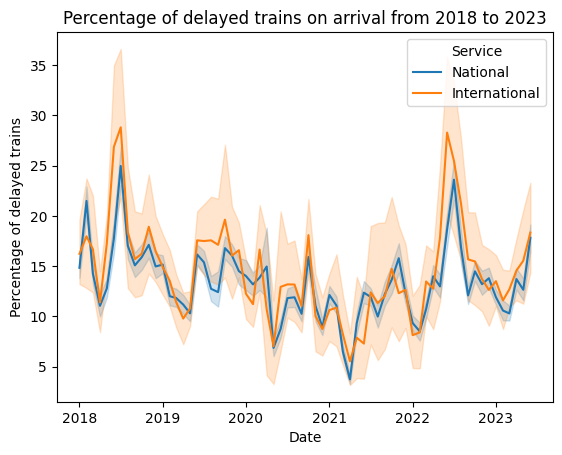 Percentage of delayed trains on arrival from 2018 to 2023
Service
National
International
Percentage of delayed trains
35
30
25
20
15
10
5
2018 2019 2020 2021 2022 2023
Date